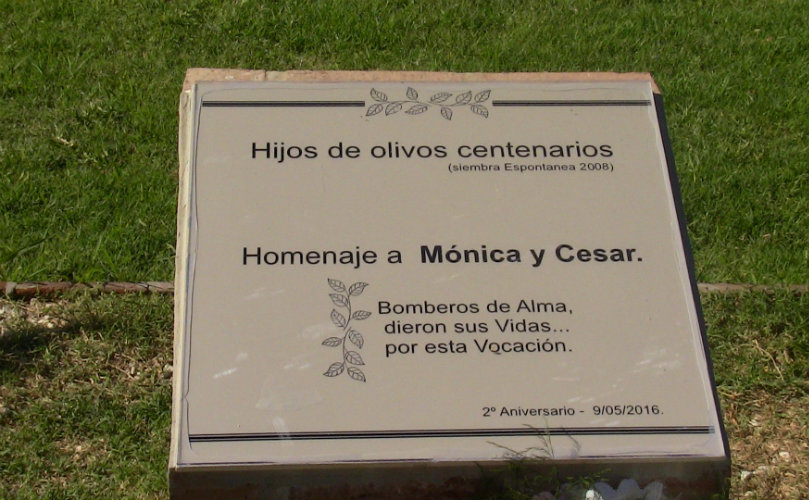 Hijos de olivos centenarios
(siembra Espontanea 2008)
Homenaje a Mónica y Cesar.
Bomberos de Alma,
dieron sus Vidas...
por esta Vocación.
2º Aniversario - 9/05/2016.